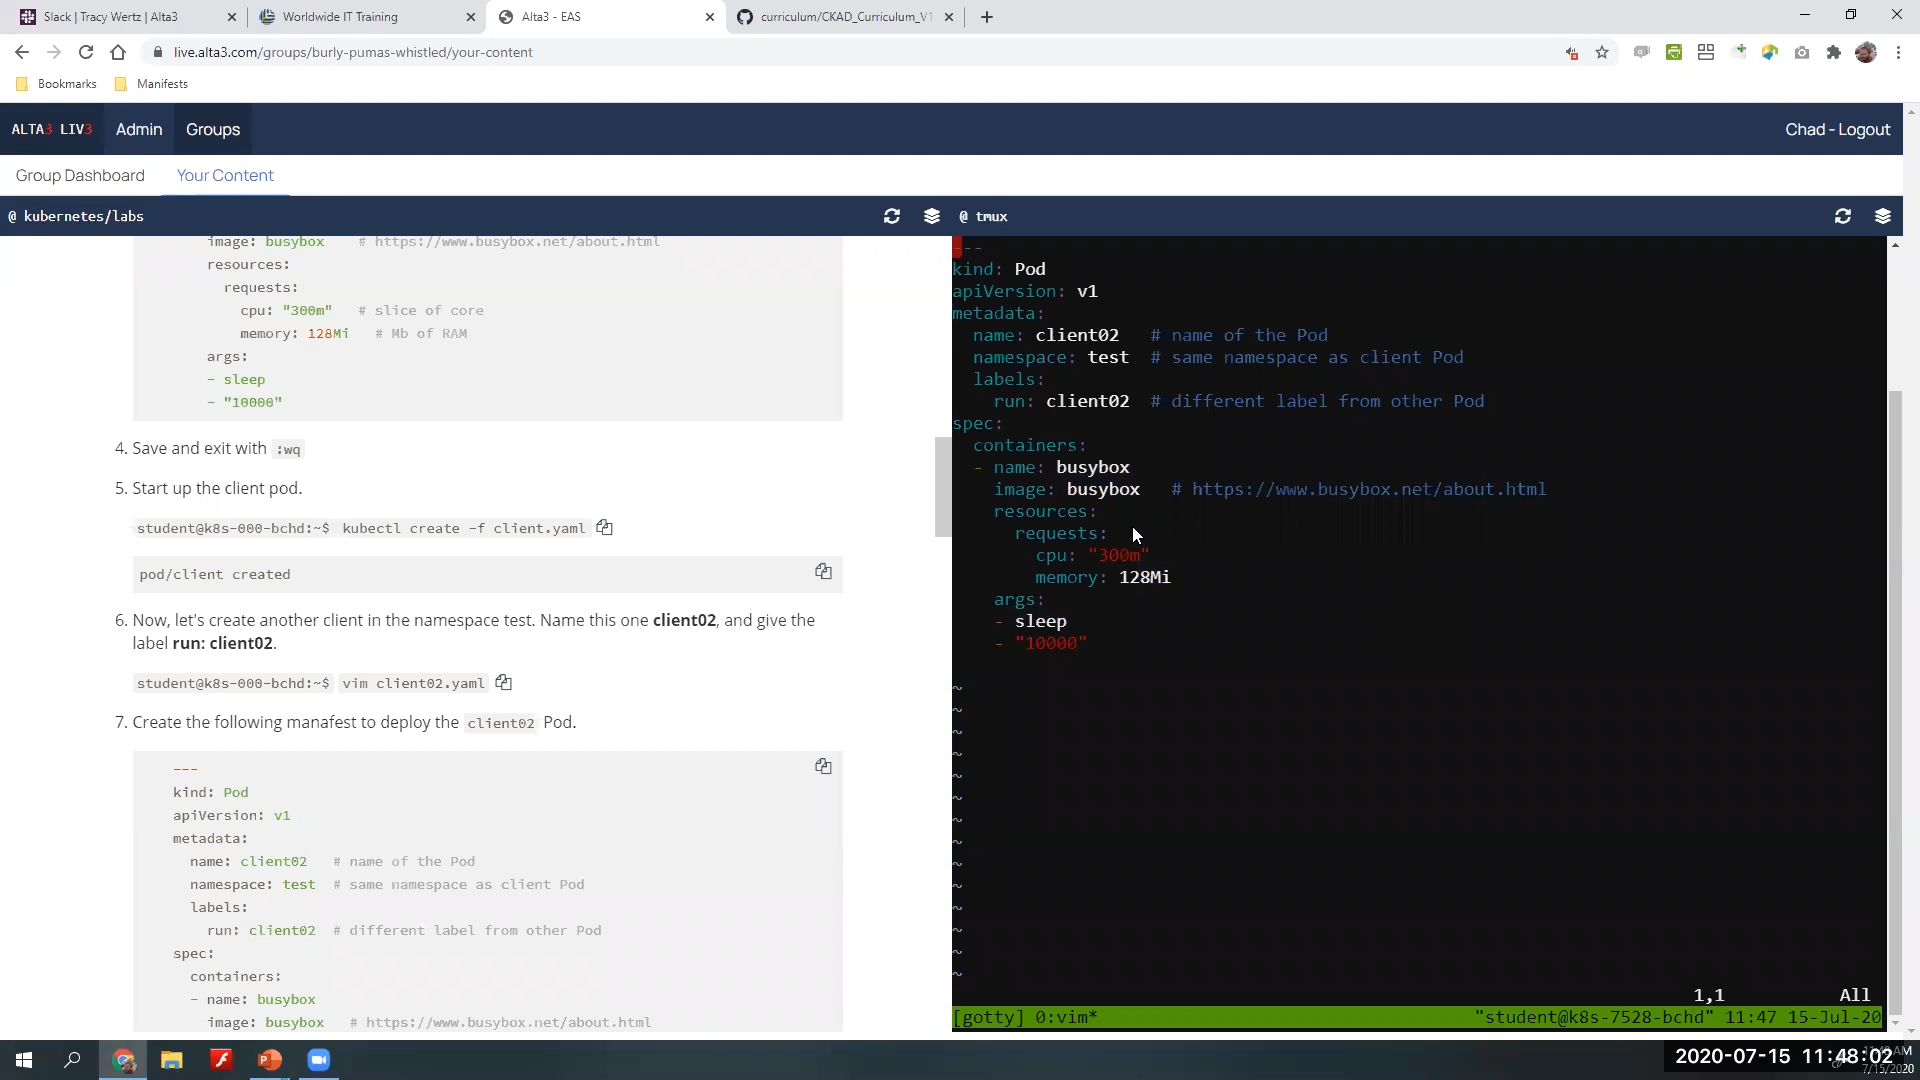 Slack | Tracy Wertz | Alta3
Worldwide IT Training
Alta3 - EAS
curriculum/CKAD_Curriculum_V1
live.alta3.com/groups/burly-pumas-whistled/your-content
Bookmarks
Manifests
ALTA3 LIV3
Admin
Groups
Chad - Logout
Group Dashboard
Your Content
@ kubernetes/labs
image: busybox # https://www.busybox.net/about.html
resources:
requests:
cpu: "300m" # slice of core
memory: 128Mi # Mb of RAM
args:
- sleep
- "10000"
4. Save and exit with :wq
5. Start up the client pod.
student@k8s-000-bchd:~$ kubectl create -f client.yaml
pod/client created
6. Now, let's create another client in the namespace test. Name this one client02, and give the
label run: client02.
student@k8s-000-bchd:~$ vim client02.yaml
7. Create the following manafest to deploy the client02 Pod.
---
kind: Pod
apiVersion: v1
metadata:
name: client02 # name of the Pod
namespace: test # same namespace as client Pod
labels:
run: client02 # different label from other Pod
spec:
containers:
- name: busybox
image: busybox # https://www.busybox.net/about.html
@ tmux
---
kind: Pod
apiVersion: v1
metadata:
name: client02 # name of the Pod
namespace: test # same namespace as client Pod
labels:
run: client02 # different label from other Pod
spec:
containers:
- name: busybox
image: busybox # https://www.busybox.net/about.html
resources:
requests:
cpu: "300m"
memory: 128Mi
args:
- sleep
- "10000"
~
~
~
~
~
~
~
~
~
~
~
~
~
~
1,1 All
[gotty] 0:vim* "student@k8s-7528-bchd" 11:47 15-Jul-20
2020-07-15 11:48:02
7/15/2020